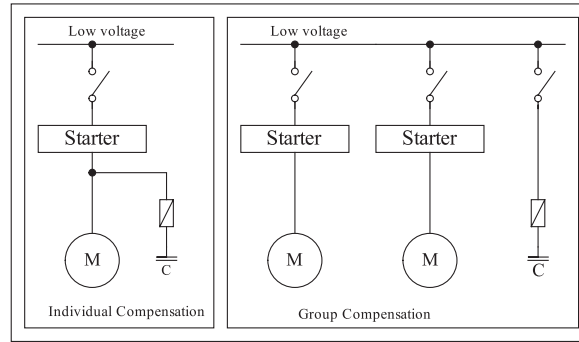 Low voltage
Starter
M
C
Individual Compensation
Low voltage
Starter
Starter
M
M
C
Group Compensation